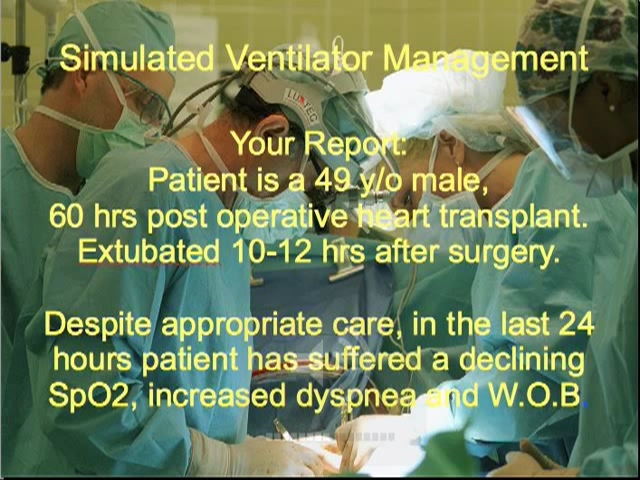 Simulated Ventilator Management
LUXTEC
Your Report:
Patient is a 49 y/o male,
60 hrs post operative heart transplant.
Extubated 10-12 hrs after surgery.
Despite appropriate care, in the last 24
hours patient has suffered a declining
SpO2, increased dyspnea and W.O.B.